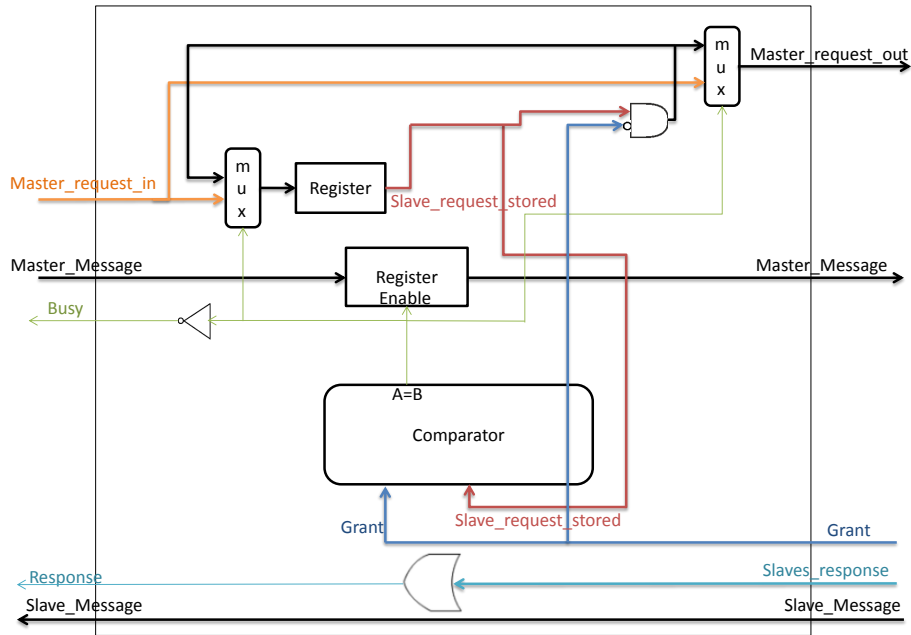 m
u
x
Master_request_out
m
u
x
Master_request_in
Register
Slave_request_stored
Master_Message
Register
Enable
Master_Message
Busy
A=B
Comparator
Grant
Slave_request_stored
Grant
Response
Slaves_response
Slave_Message
Slave_Message